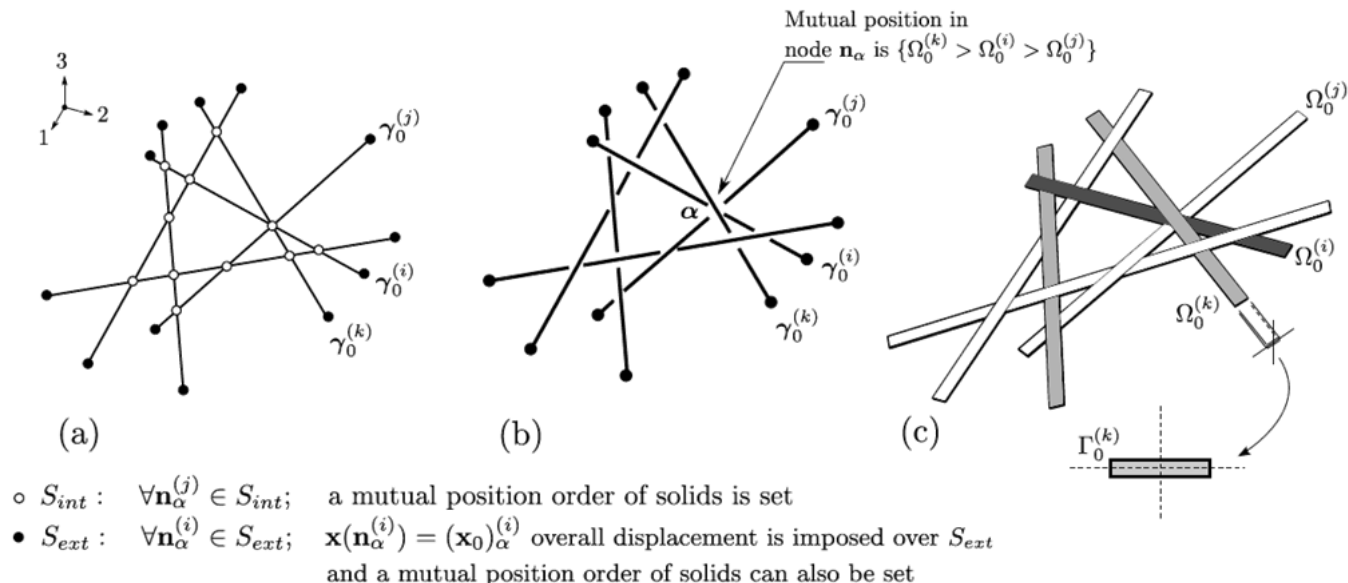 Mutual position in
node n_α is {Ω_0^(k) > Ω_0^(i) > Ω_0^(j)}
3
2
1
γ_0^(j)
γ_0^(i)
γ_0^(k)
(a)
γ_0^(j)
α
γ_0^(i)
γ_0^(k)
(b)
Ω_0^(j)
Ω_0^(i)
Ω_0^(k)
(c)
Γ_0^(k)
○ S_int : ∀n_α^(j) ∈ S_int; a mutual position order of solids is set
● S_ext : ∀n_α^(i) ∈ S_ext; x(n_α^(i)) = (x_0)_α^(i) overall displacement is imposed over S_ext
and a mutual position order of solids can also be set